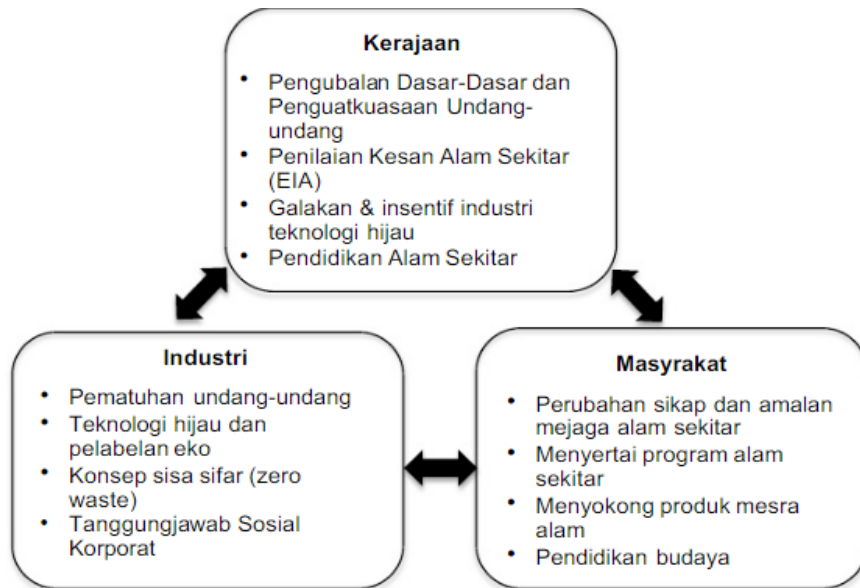 Kerajaan
• Pengubalan Dasar-Dasar dan
Penguatkuasaan Undang-
undang
• Penilaian Kesan Alam Sekitar
(EIA)
• Galakan & insentif industri
teknologi hijau
• Pendidikan Alam Sekitar
Industri
• Pematuhan undang-undang
• Teknologi hijau dan
pelabelan eko
• Konsep sisa sifar (zero
waste)
• Tanggungjawab Sosial
Korporat
Masyrakat
• Perubahan sikap dan amalan
mejaga alam sekitar
• Menyertai program alam
sekitar
• Menyokong produk mesra
alam
• Pendidikan budaya